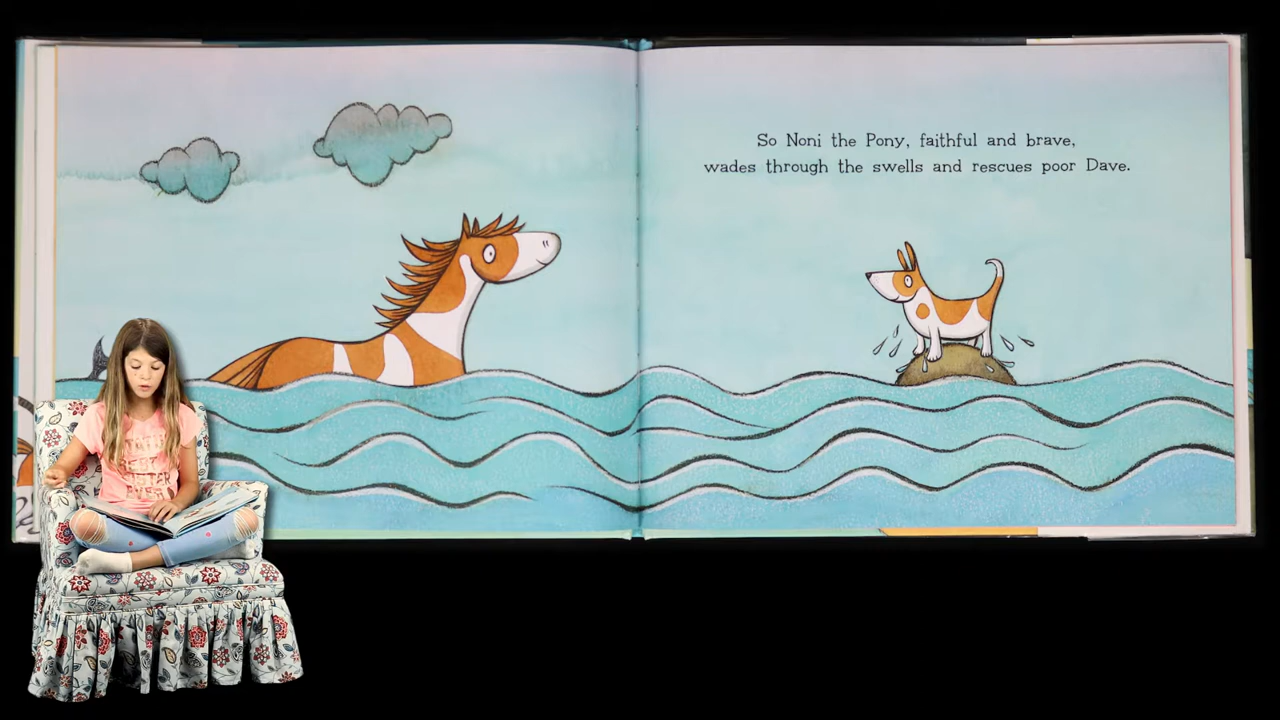 So Noni the Pony, faithful and brave,
wades through the swells and rescues poor Dave.